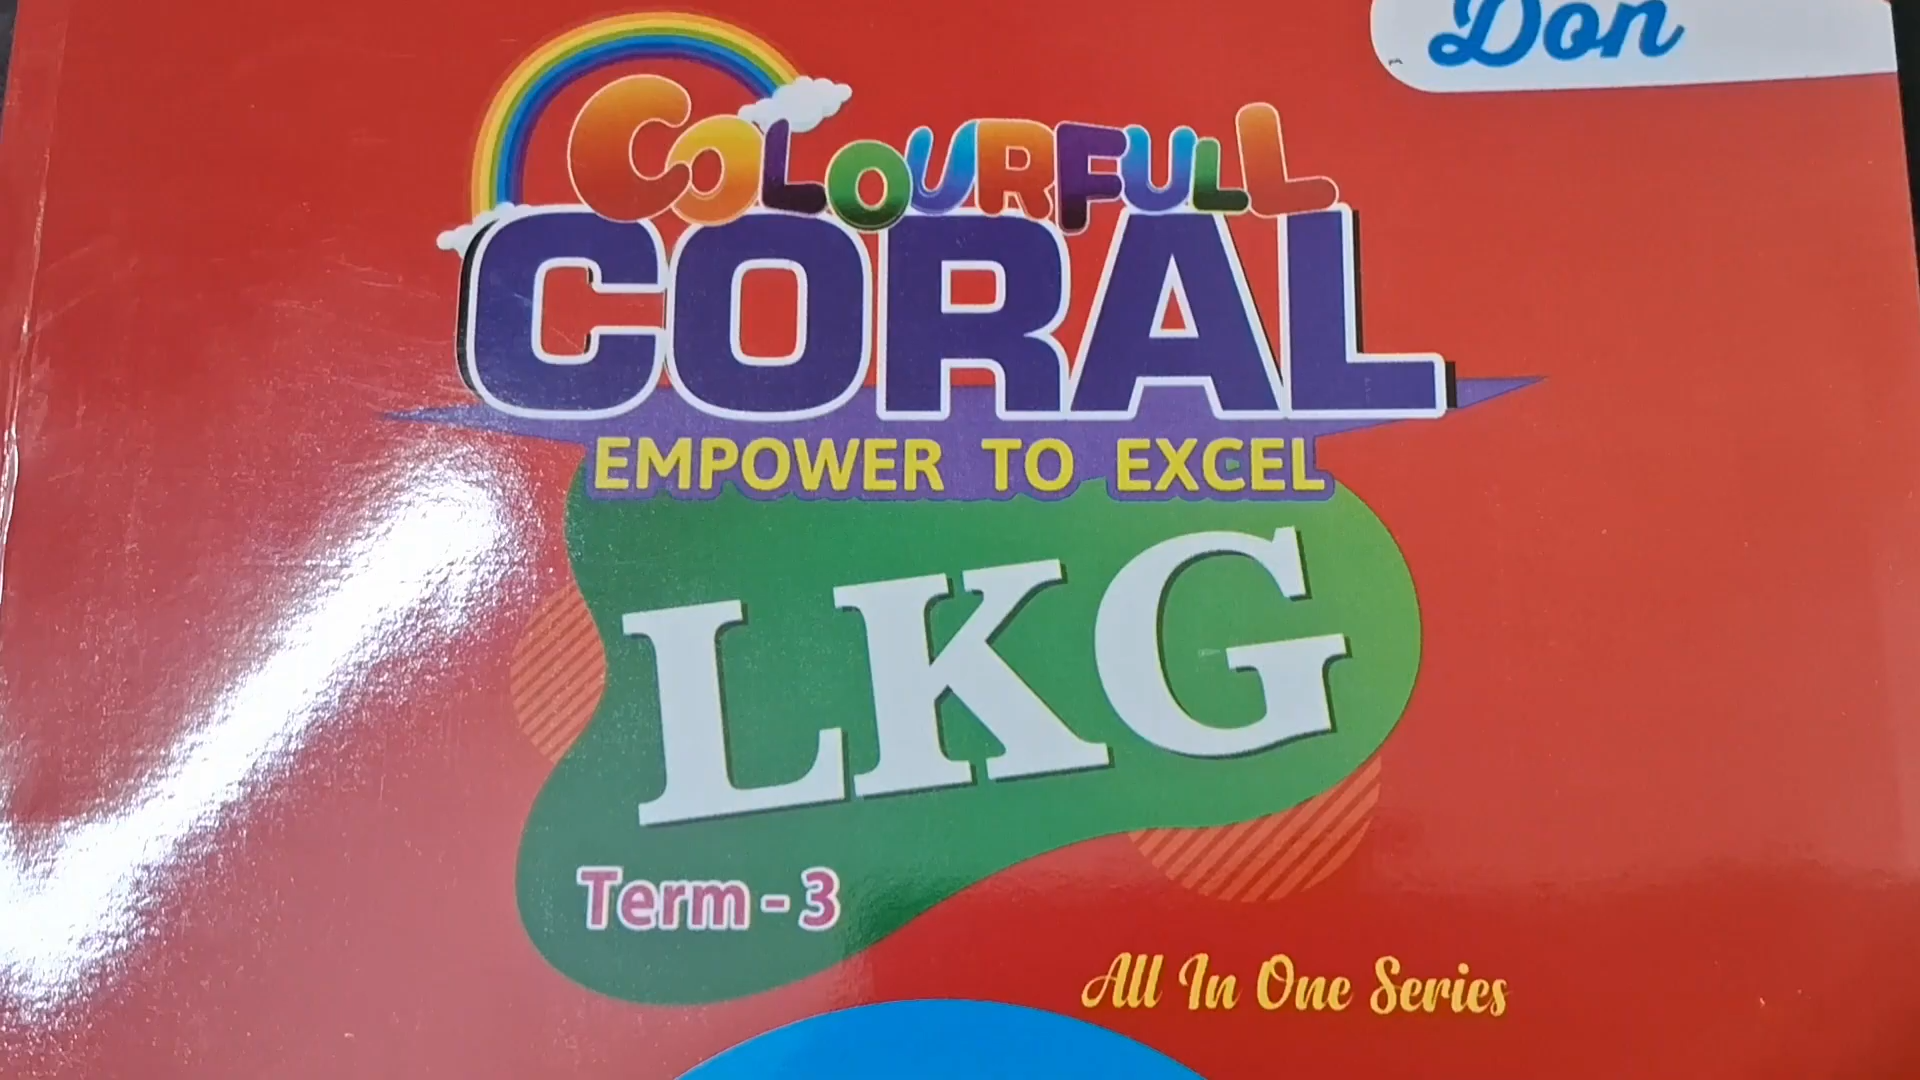 Don
COLOURFULL
CORAL
EMPOWER TO EXCEL
LKG
Term - 3
All In One Series